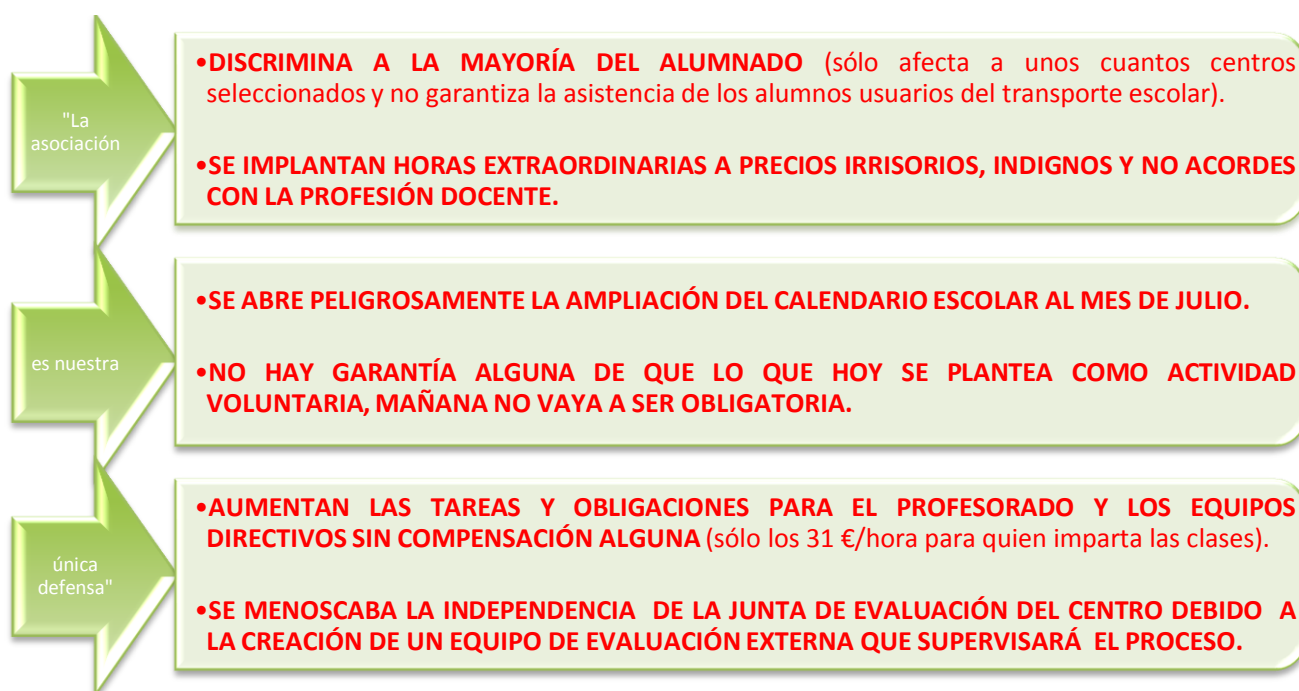 "La
asociación
•DISCRIMINA A LA MAYORÍA DEL ALUMNADO (sólo afecta a unos cuantos centros
seleccionados y no garantiza la asistencia de los alumnos usuarios del transporte escolar).
•SE IMPLANTAN HORAS EXTRAORDINARIAS A PRECIOS IRRISORIOS, INDIGNOS Y NO ACORDES
CON LA PROFESIÓN DOCENTE.
es nuestra
•SE ABRE PELIGROSAMENTE LA AMPLIACIÓN DEL CALENDARIO ESCOLAR AL MES DE JULIO.
•NO HAY GARANTÍA ALGUNA DE QUE LO QUE HOY SE PLANTEA COMO ACTIVIDAD
VOLUNTARIA, MAÑANA NO VAYA A SER OBLIGATORIA.
única
defensa"
•AUMENTAN LAS TAREAS Y OBLIGACIONES PARA EL PROFESORADO Y LOS EQUIPOS
DIRECTIVOS SIN COMPENSACIÓN ALGUNA (sólo los 31 €/hora para quien imparta las clases).
•SE MENOSCABA LA INDEPENDENCIA DE LA JUNTA DE EVALUACIÓN DEL CENTRO DEBIDO A
LA CREACIÓN DE UN EQUIPO DE EVALUACIÓN EXTERNA QUE SUPERVISARÁ EL PROCESO.